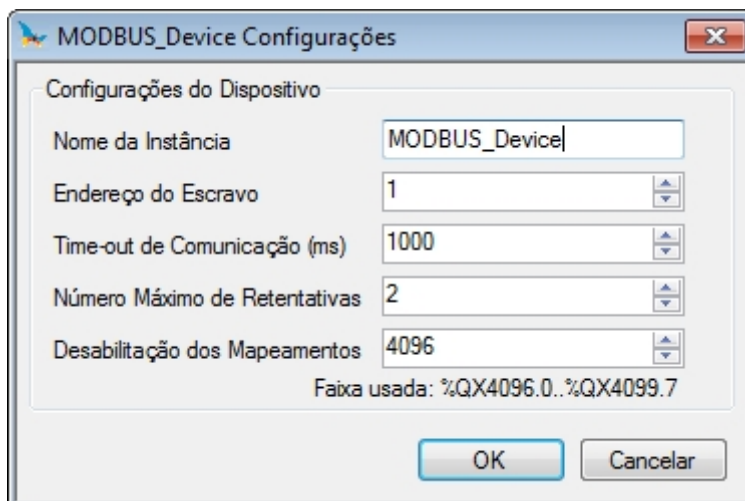 MODBUS_Device Configurações
Configurações do Dispositivo
Nome da Instância MODBUS_Device
Endereço do Escravo 1
Time-out de Comunicação (ms) 1000
Número Máximo de Retentativas 2
Desabilitação dos Mapeamentos 4096
Faixa usada: %QX4096.0..%QX4099.7
OK Cancelar